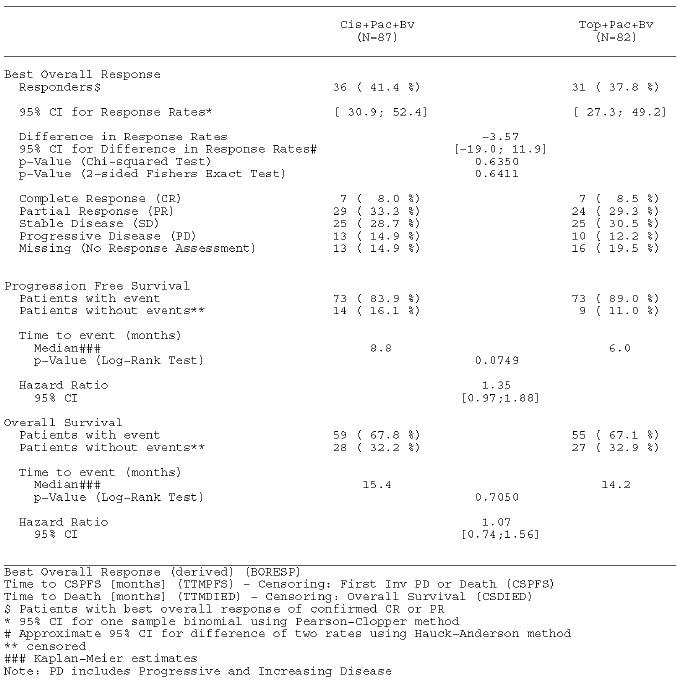 Cis+Pac+Bv Top+Pac+Bv
(N=87) (N=82)
Best Overall Response
Responders$ 36 ( 41.4 %) 31 ( 37.8 %)
95% CI for Response Rates* [ 30.9; 52.4] [ 27.3; 49.2]
Difference in Response Rates -3.57
95% CI for Difference in Response Rates# [-19.0; 11.9]
p-Value (Chi-squared Test) 0.6350
p-Value (2-sided Fishers Exact Test) 0.6411
Complete Response (CR) 7 ( 8.0 %) 7 ( 8.5 %)
Partial Response (PR) 29 ( 33.3 %) 24 ( 29.3 %)
Stable Disease (SD) 25 ( 28.7 %) 25 ( 30.5 %)
Progressive Disease (PD) 13 ( 14.9 %) 10 ( 12.2 %)
Missing (No Response Assessment) 13 ( 14.9 %) 16 ( 19.5 %)
Progression Free Survival
Patients with event 73 ( 83.9 %) 73 ( 89.0 %)
Patients without events** 14 ( 16.1 %) 9 ( 11.0 %)
Time to event (months)
Median### 8.8 6.0
p-Value (Log-Rank Test) 0.0749
Hazard Ratio 1.35
95% CI [0.97;1.88]
Overall Survival
Patients with event 59 ( 67.8 %) 55 ( 67.1 %)
Patients without events** 28 ( 32.2 %) 27 ( 32.9 %)
Time to event (months)
Median### 15.4 14.2
p-Value (Log-Rank Test) 0.7050
Hazard Ratio 1.07
95% CI [0.74;1.56]
Best Overall Response (derived) (BORESP)
Time to CSPFS [months] (TTMPFS) - Censoring: First Inv PD or Death (CSPFS)
Time to Death [months] (TTMDIED) - Censoring: Overall Survival (CSDIED)
$ Patients with best overall response of confirmed CR or PR
* 95% CI for one sample binomial using Pearson-Clopper method
# Approximate 95% CI for difference of two rates using Hauck-Anderson method
** censored
### Kaplan-Meier estimates
Note: PD includes Progressive and Increasing Disease